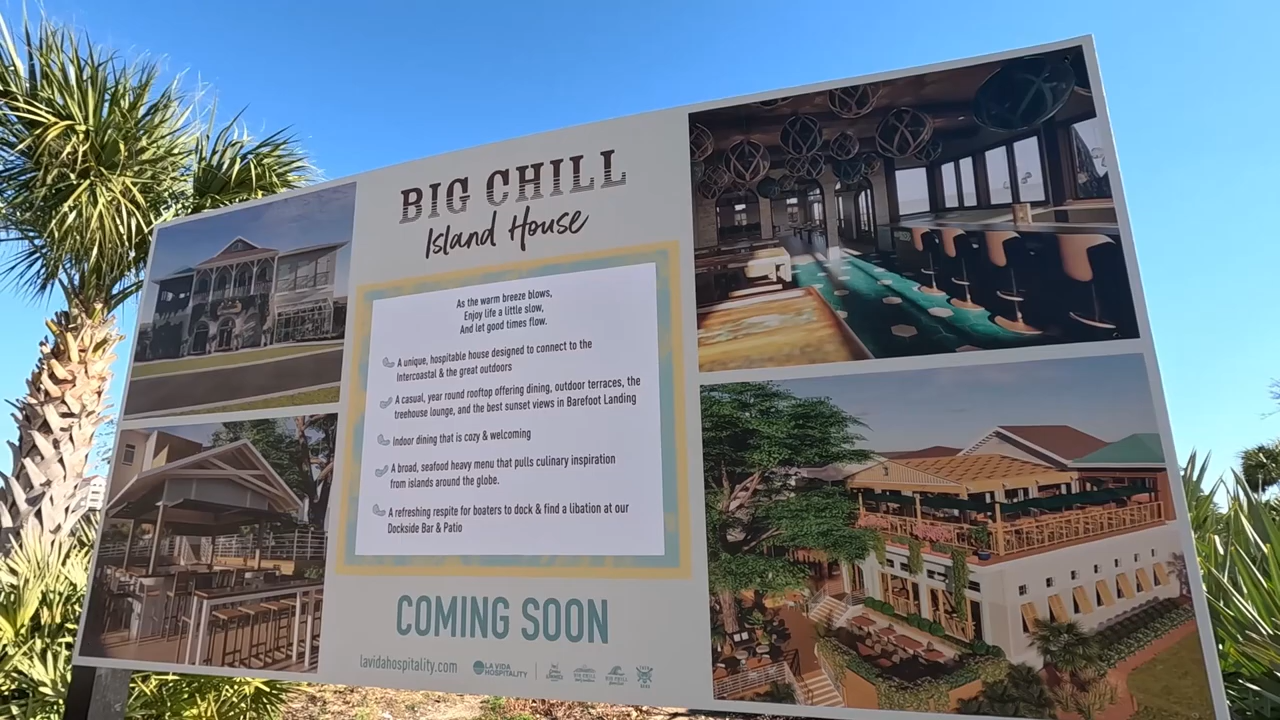 BIG CHILL
Island House
As the warm breeze blows,
Enjoy life a little slow,
And let good times flow.
A unique, hospitable house designed to connect to the
Intercoastal & the great outdoors
A casual, year round rooftop offering dining, outdoor terraces, the
treehouse lounge, and the best sunset views in Barefoot Landing
Indoor dining that is cozy & welcoming
A broad, seafood heavy menu that pulls culinary inspiration
from islands around the globe.
A refreshing respite for boaters to dock & find a libation at our
Dockside Bar & Patio
COMING SOON
lavidahospitality.com
LA VIDA
HOSPITALITY